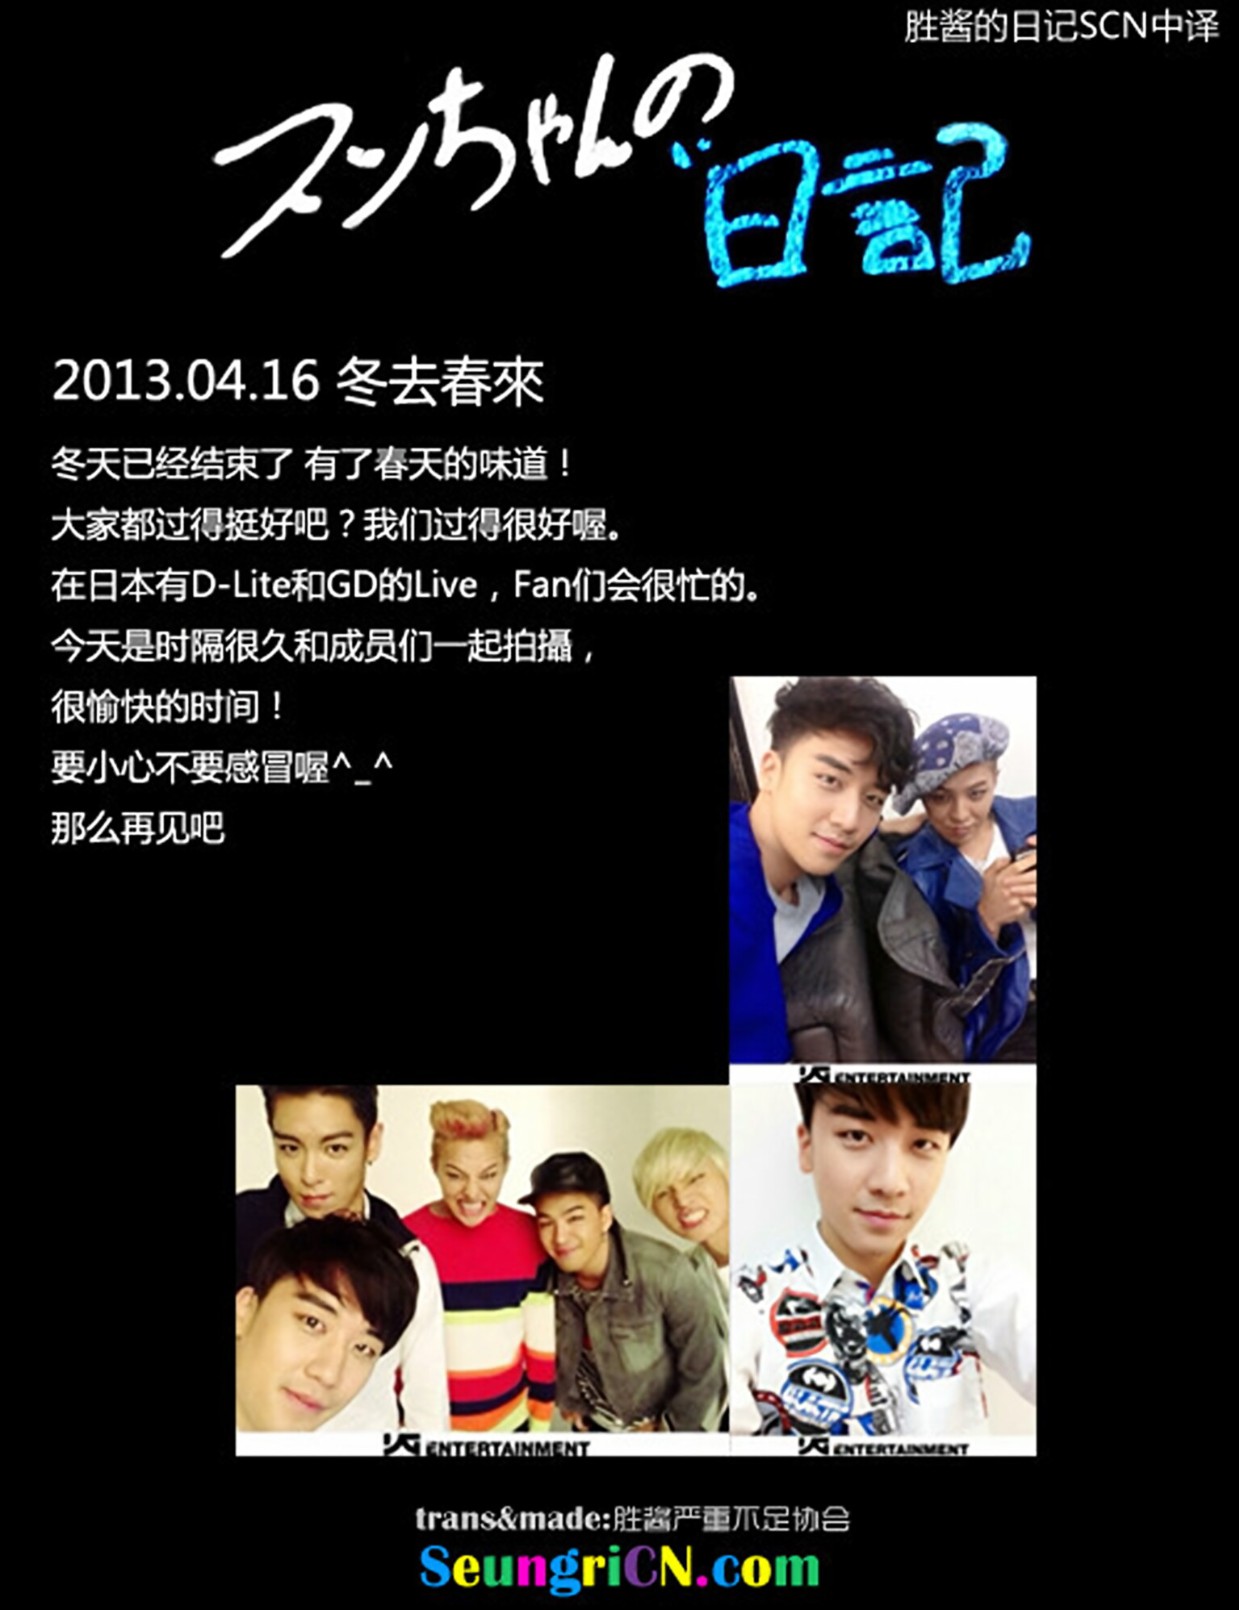 胜酱的日记SCN中译
スンちゃんの
日記
2013.04.16 冬去春來
冬天已经结束了 有了春天的味道！
大家都过得挺好吧？我们过得很好喔。
在日本有D-Lite和GD的Live，Fan们会很忙的。
今天是时隔很久和成员们一起拍攝，
很愉快的时间！
要小心不要感冒喔^_^
那么再见吧
YG ENTERTAINMENT
YG ENTERTAINMENT
YG ENTERTAINMENT
trans&made:胜酱严重不足协会
SeungriCN.com